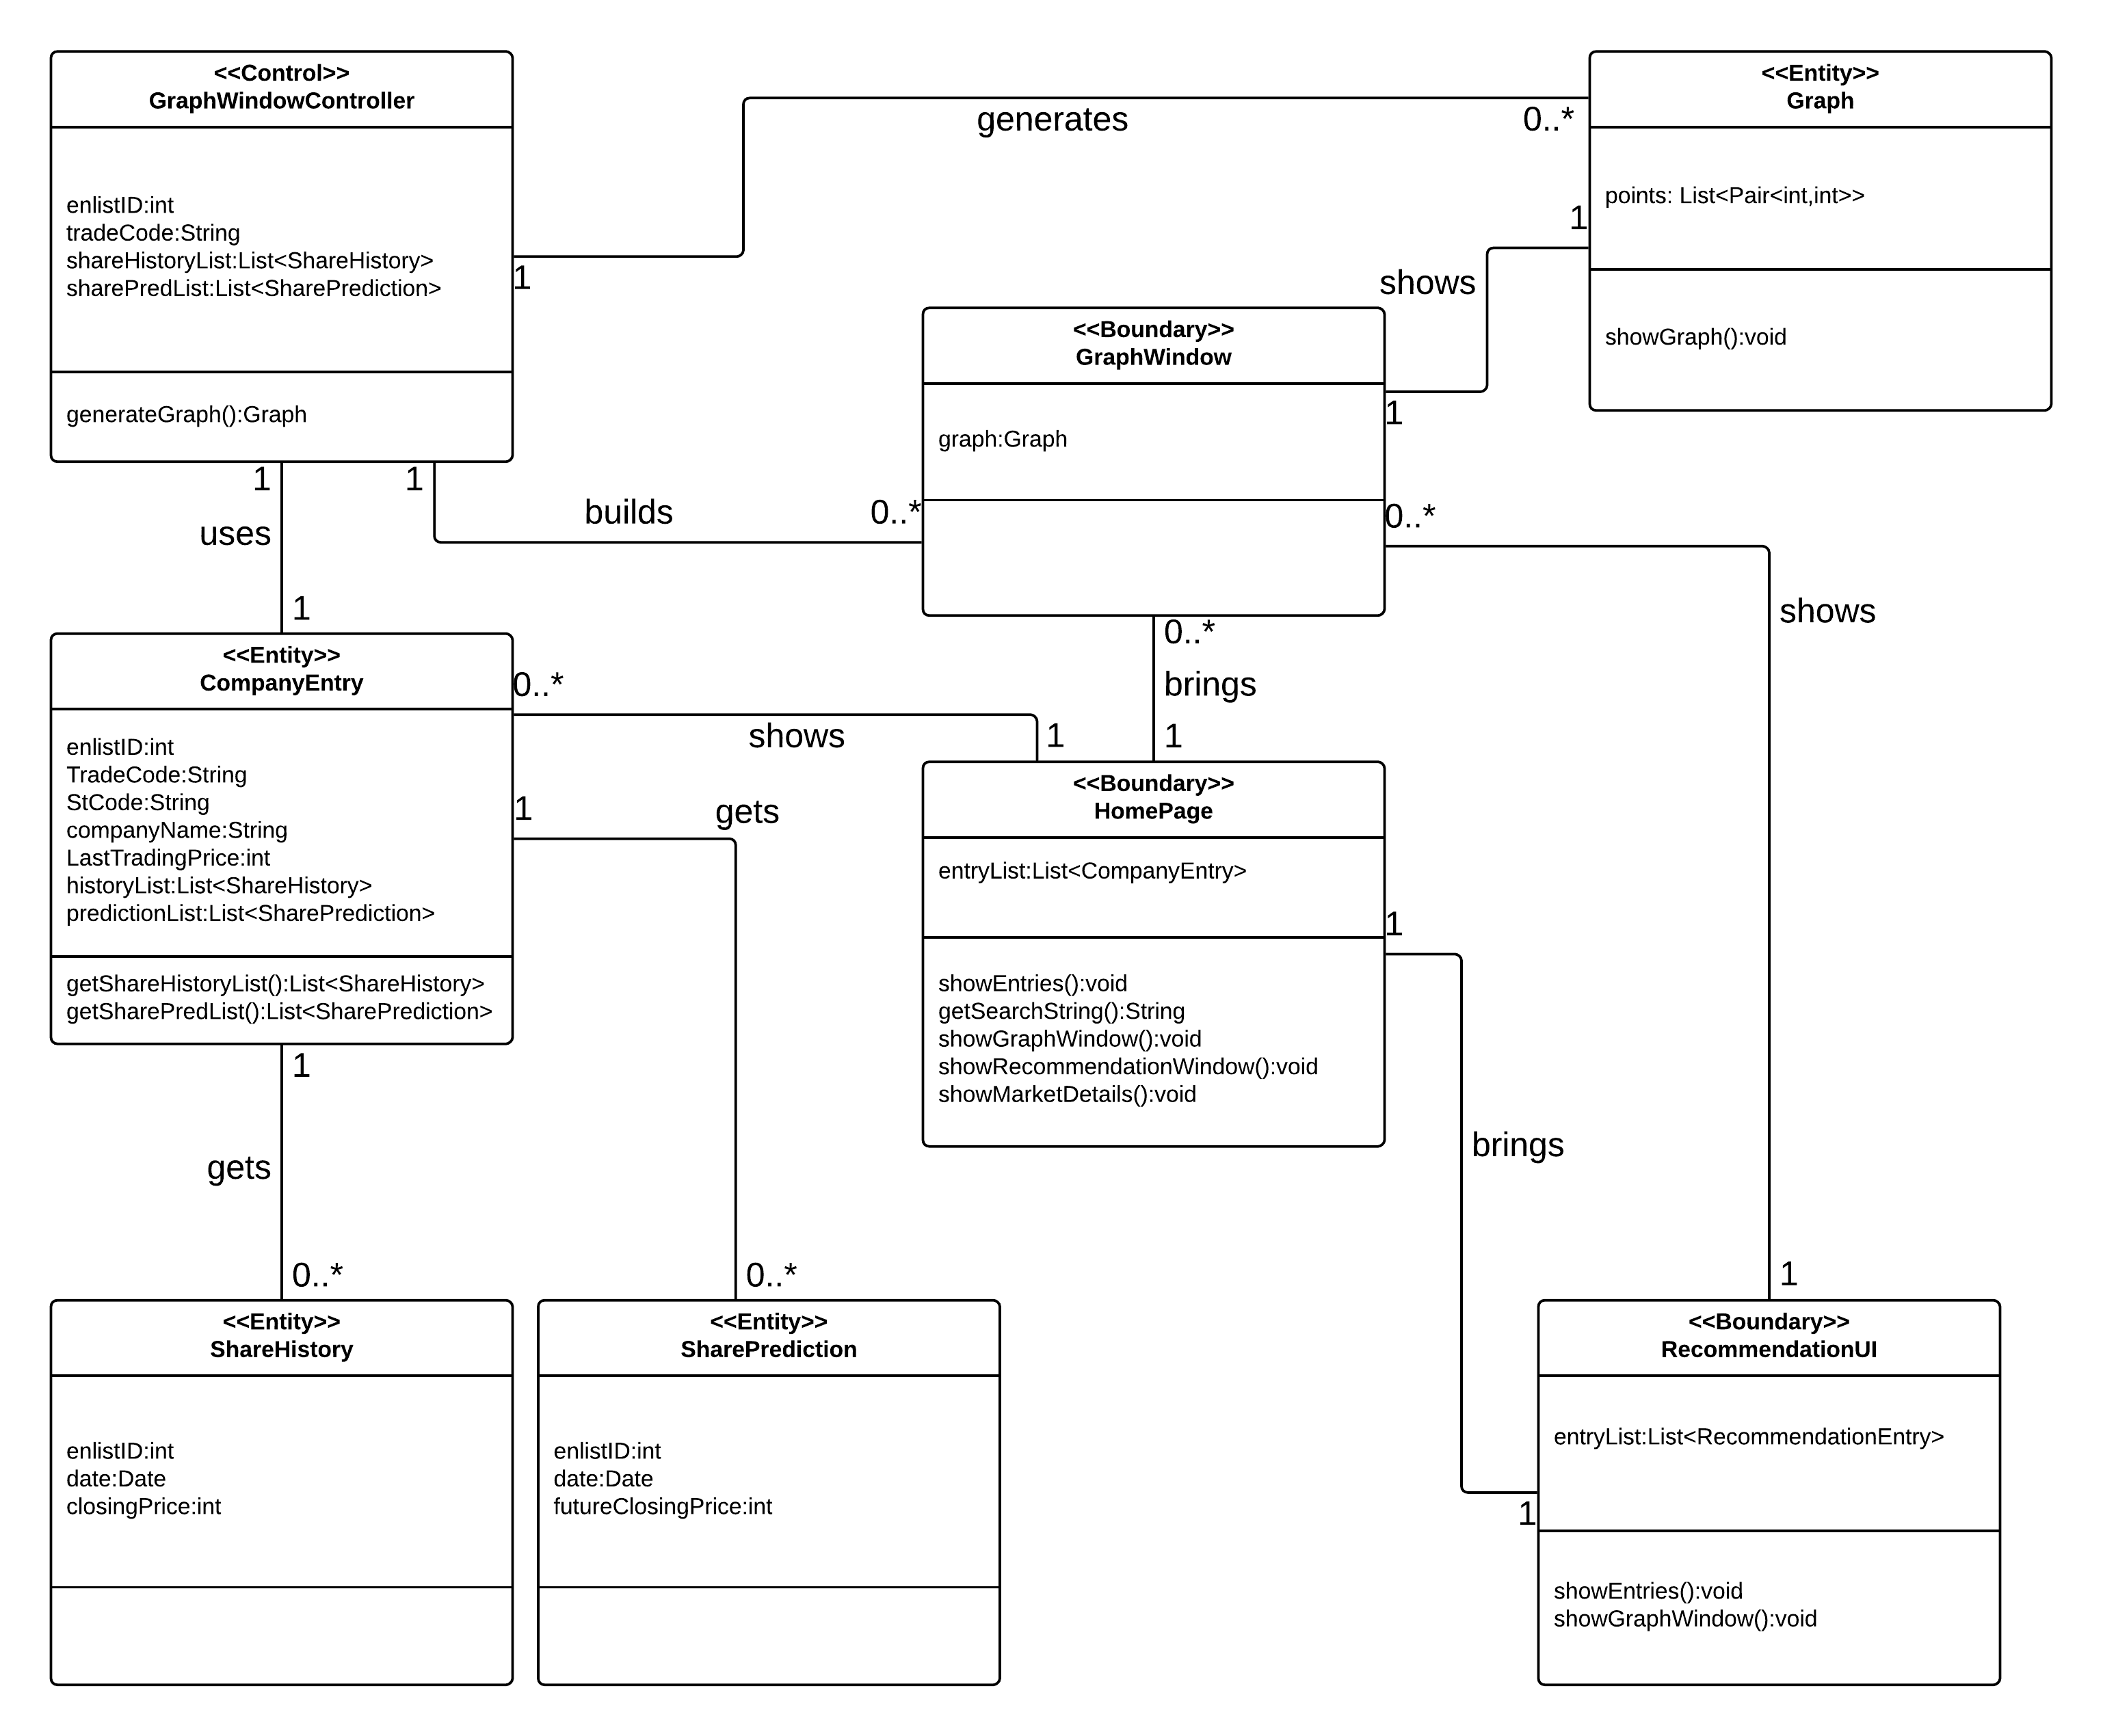 <<Control>>
GraphWindowController
enlistID:int
tradeCode:String
shareHistoryList:List<ShareHistory>
sharePredList:List<SharePrediction>
generateGraph():Graph
1
generates
0..*
<<Entity>>
Graph
points: List<Pair<int,int>>
showGraph():void
1
shows
1
<<Boundary>>
GraphWindow
graph:Graph
1
uses
1
1
builds
0..*
0..*
shows
1
0..*
brings
1
<<Entity>>
CompanyEntry
enlistID:int
TradeCode:String
StCode:String
companyName:String
LastTradingPrice:int
historyList:List<ShareHistory>
predictionList:List<SharePrediction>
getShareHistoryList():List<ShareHistory>
getSharePredList():List<SharePrediction>
0..*
shows
1
1
gets
0..*
<<Boundary>>
HomePage
entryList:List<CompanyEntry>
showEntries():void
getSearchString():String
showGraphWindow():void
showRecommendationWindow():void
showMarketDetails():void
1
brings
1
1
gets
0..*
<<Entity>>
ShareHistory
enlistID:int
date:Date
closingPrice:int
<<Entity>>
SharePrediction
enlistID:int
date:Date
futureClosingPrice:int
<<Boundary>>
RecommendationUI
entryList:List<RecommendationEntry>
showEntries():void
showGraphWindow():void